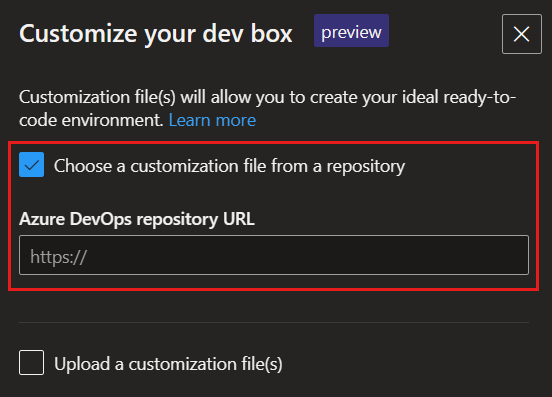 Customize your dev box preview
Customization file(s) will allow you to create your ideal ready-to-
code environment. Learn more
Choose a customization file from a repository
Azure DevOps repository URL
https://
Upload a customization file(s)